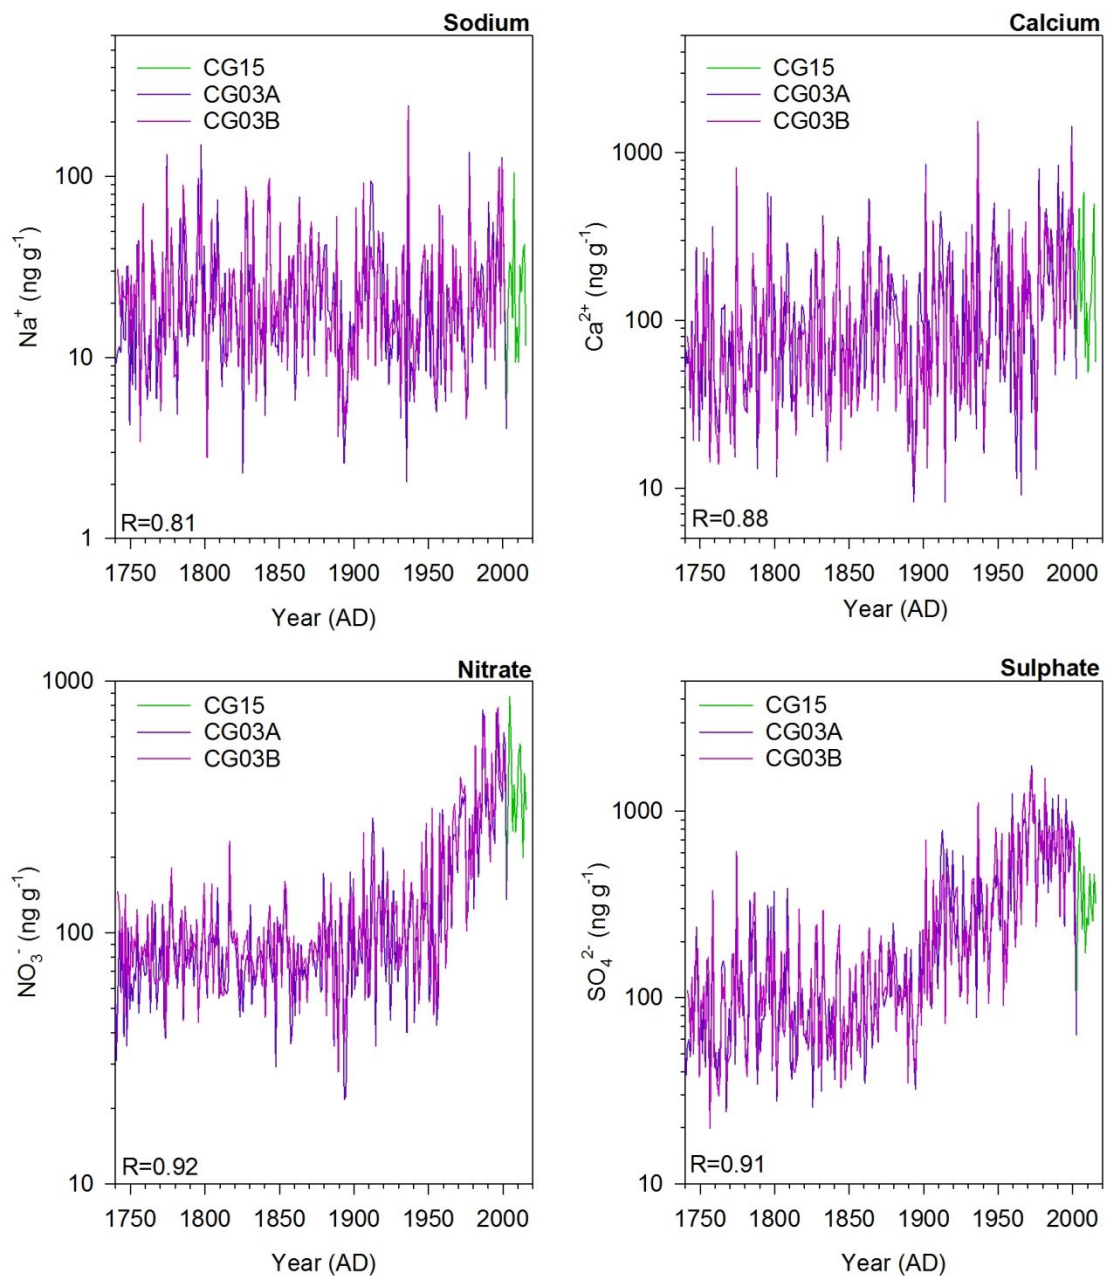 Sodium
CG15
CG03A
CG03B
100
10
1
Na⁺ (ng g⁻¹)
R=0.81
1750 1800 1850 1900 1950 2000
Year (AD)
Calcium
CG15
CG03A
CG03B
1000
100
10
Ca²⁺ (ng g⁻¹)
R=0.88
1750 1800 1850 1900 1950 2000
Year (AD)
Nitrate
1000
CG15
CG03A
CG03B
100
10
NO₃⁻ (ng g⁻¹)
R=0.92
1750 1800 1850 1900 1950 2000
Year (AD)
Sulphate
CG15
CG03A
CG03B
1000
100
10
SO₄²⁻ (ng g⁻¹)
R=0.91
1750 1800 1850 1900 1950 2000
Year (AD)